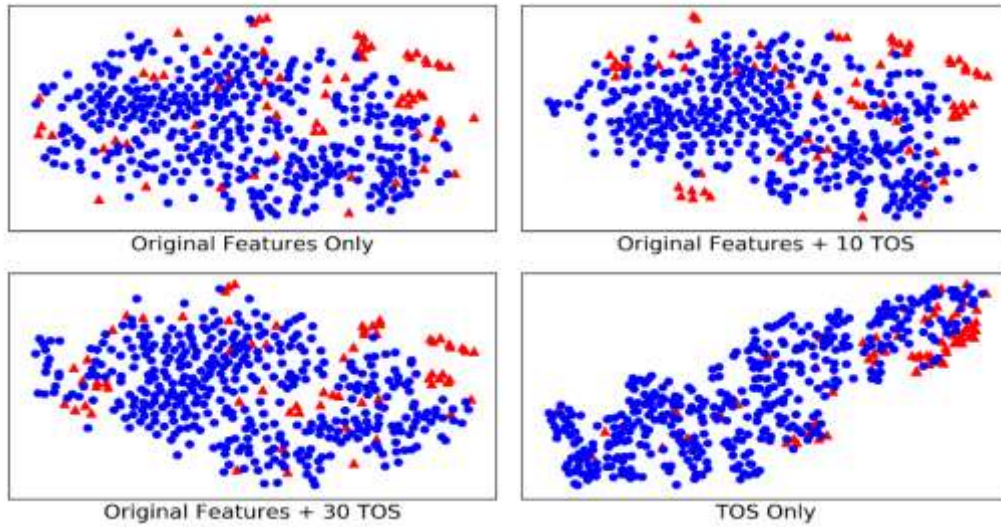 Original Features Only
Original Features + 10 TOS
Original Features + 30 TOS
TOS Only